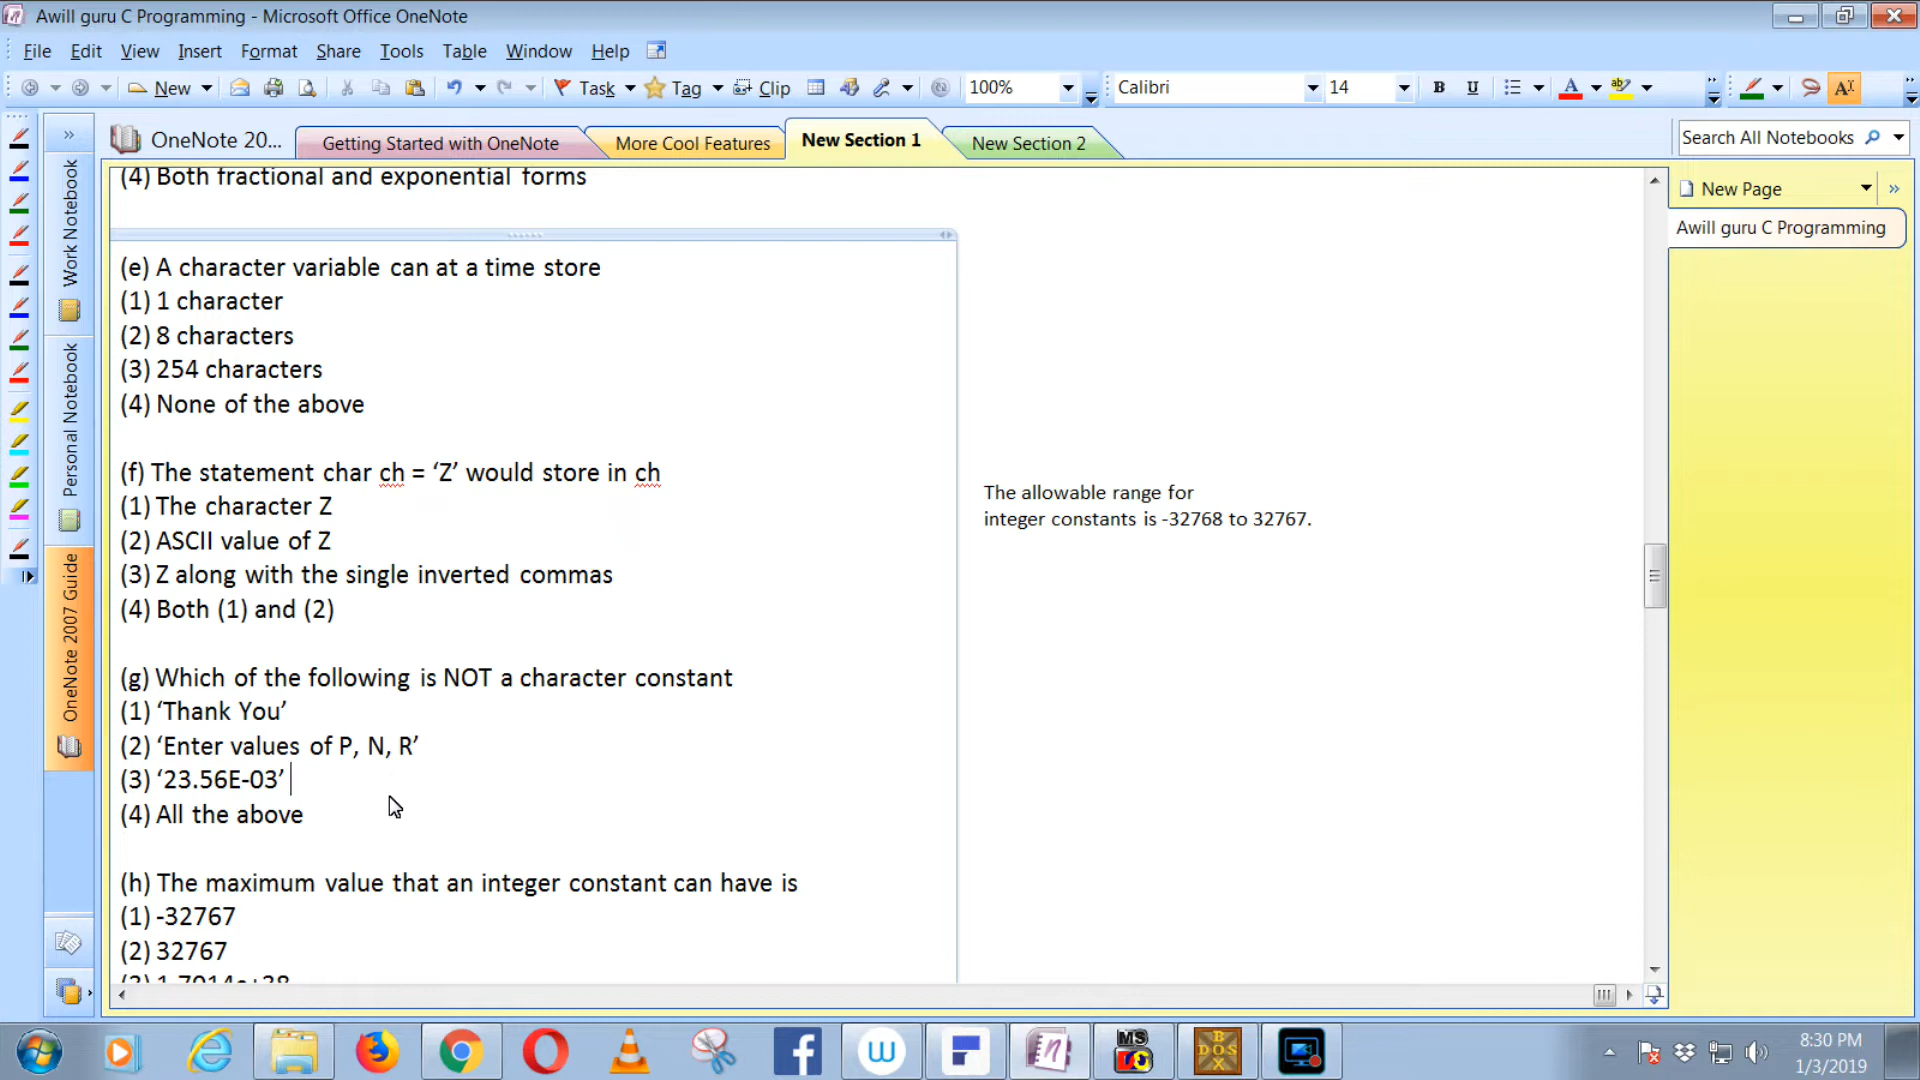 Awill guru C Programming - Microsoft Office OneNote
File Edit View Insert Format Share Tools Table Window Help
New Task Tag Clip 100% Calibri 14 B U A ab
OneNote 20... Getting Started with OneNote More Cool Features New Section 1 New Section 2 Search All Notebooks
New Page
Awill guru C Programming
Work Notebook
Personal Notebook
OneNote 2007 Guide
(4) Both fractional and exponential forms
(e) A character variable can at a time store
(1) 1 character
(2) 8 characters
(3) 254 characters
(4) None of the above
(f) The statement char ch = ‘Z’ would store in ch
(1) The character Z
(2) ASCII value of Z
(3) Z along with the single inverted commas
(4) Both (1) and (2)
(g) Which of the following is NOT a character constant
(1) ‘Thank You’
(2) ‘Enter values of P, N, R’
(3) ‘23.56E-03’
(4) All the above
(h) The maximum value that an integer constant can have is
(1) -32767
(2) 32767
(3) 1.7014e+38
The allowable range for
integer constants is -32768 to 32767.
8:30 PM
1/3/2019